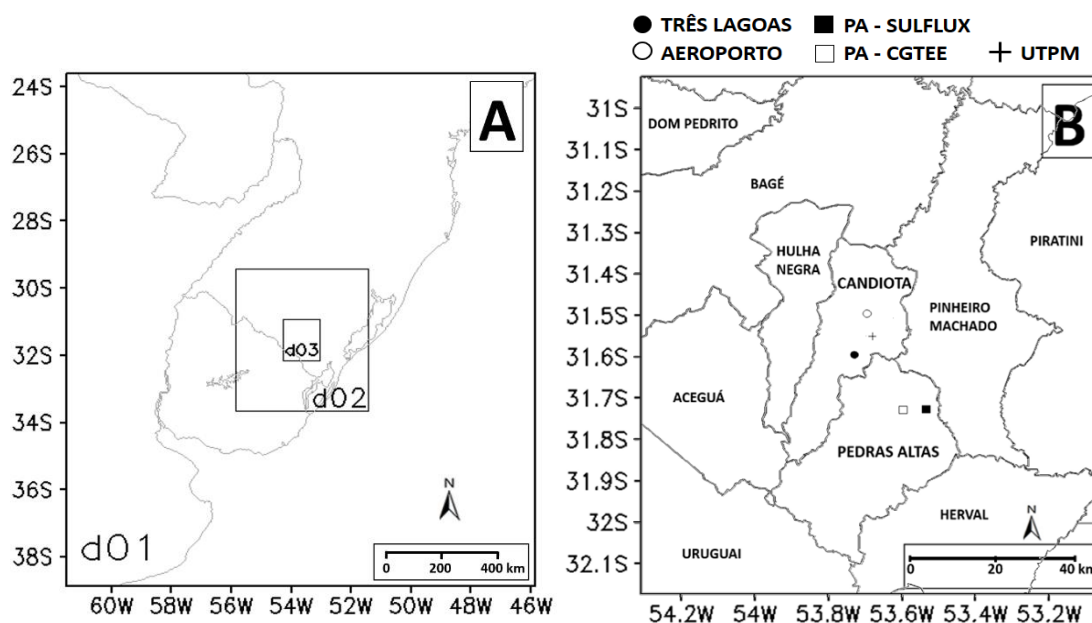 TRÊS LAGOAS
PA - SULFLUX
AEROPORTO
PA - CGTEE
UTPM
A
24S
26S
28S
30S
32S
34S
36S
38S
d03
d02
d01
N
0 200 400 km
60W 58W 56W 54W 52W 50W 48W 46W
B
31S
31.1S
31.2S
31.3S
31.4S
31.5S
31.6S
31.7S
31.8S
31.9S
32S
32.1S
DOM PEDRITO
BAGÉ
PIRATINI
HULHA
NEGRA
CANDIOTA
PINHEIRO
MACHADO
ACEGUÁ
PEDRAS ALTAS
HERVAL
URUGUAI
N
0 20 40 km
54.2W 54W 53.8W 53.6W 53.4W 53.2W